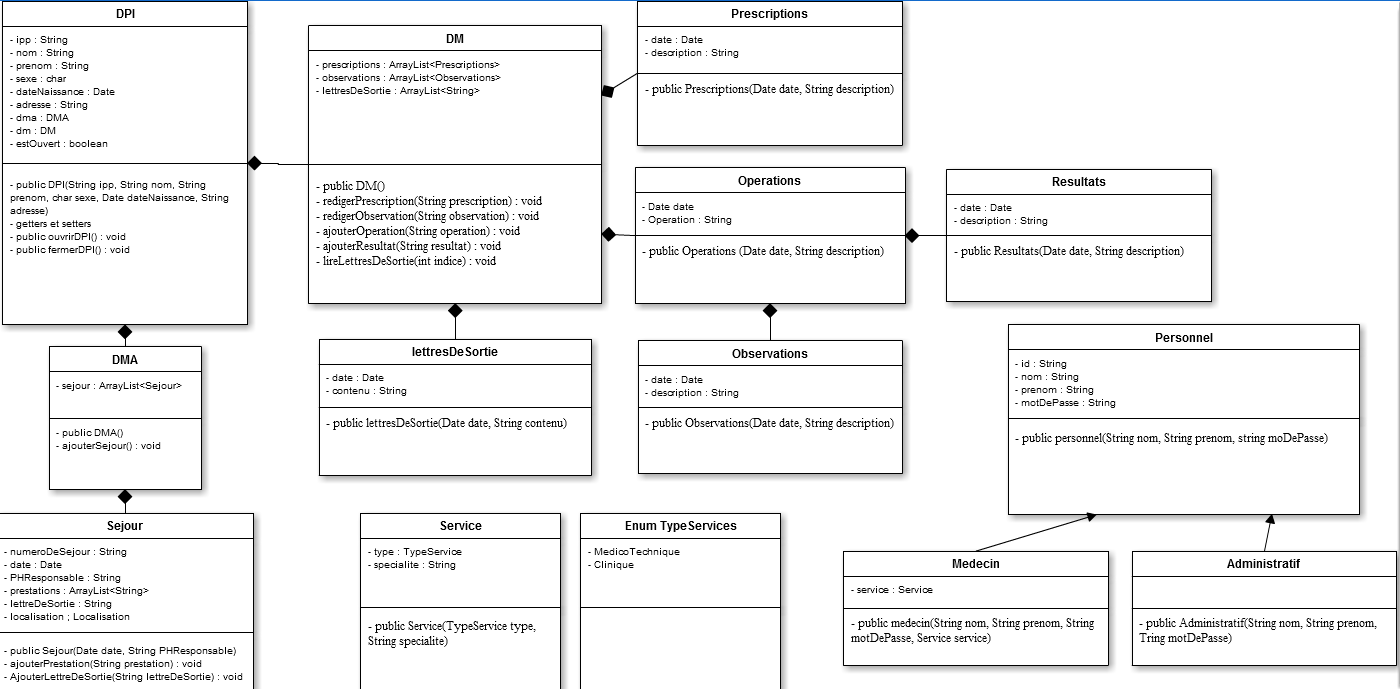 DPI
- ipp : String
- nom : String
- prenom : String
- sexe : char
- dateNaissance : Date
- adresse : String
- dma : DMA
- dm : DM
- estOuvert : boolean
- public DPI(String ipp, String nom, String
prenom, char sexe, Date dateNaissance, String
adresse)
- getters et setters
- public ouvrirDPI() : void
- public fermerDPI() : void
DM
- prescriptions : ArrayList<Prescriptions>
- observations : ArrayList<Observations>
- lettresDeSortie : ArrayList<String>
- public DM()
- redigerPrescription(String prescription) : void
- redigerObservation(String observation) : void
- ajouterOperation(String operation) : void
- ajouterResultat(String resultat) : void
- lireLettresDeSortie(int indice) : void
Prescriptions
- date : Date
- description : String
- public Prescriptions(Date date, String description)
Operations
- Date date
- Operation : String
- public Operations (Date date, String description)
Resultats
- date : Date
- description : String
- public Resultats(Date date, String description)
DMA
- sejour : ArrayList<Sejour>
- public DMA()
- ajouterSejour() : void
lettresDeSortie
- date : Date
- contenu : String
- public lettresDeSortie(Date date, String contenu)
Observations
- date : Date
- description : String
- public Observations(Date date, String description)
Personnel
- id : String
- nom : String
- prenom : String
- motDePasse : String
- public personnel(String nom, String prenom, string moDePasse)
Sejour
- numeroDeSejour : String
- date : Date
- PHResponsable : String
- prestations : ArrayList<String>
- lettreDeSortie : String
- localisation ; Localisation
- public Sejour(Date date, String PHResponsable)
- ajouterPrestation(String prestation) : void
- AjouterLettreDeSortie(String lettreDeSortie) : void
Service
- type : TypeService
- specialite : String
- public Service(TypeService type,
String specialite)
Enum TypeServices
- MedicoTechnique
- Clinique
Medecin
- service : Service
- public medecin(String nom, String prenom, String
motDePasse, Service service)
Administratif
- public Administratif(String nom, String prenom,
Tring motDePasse)